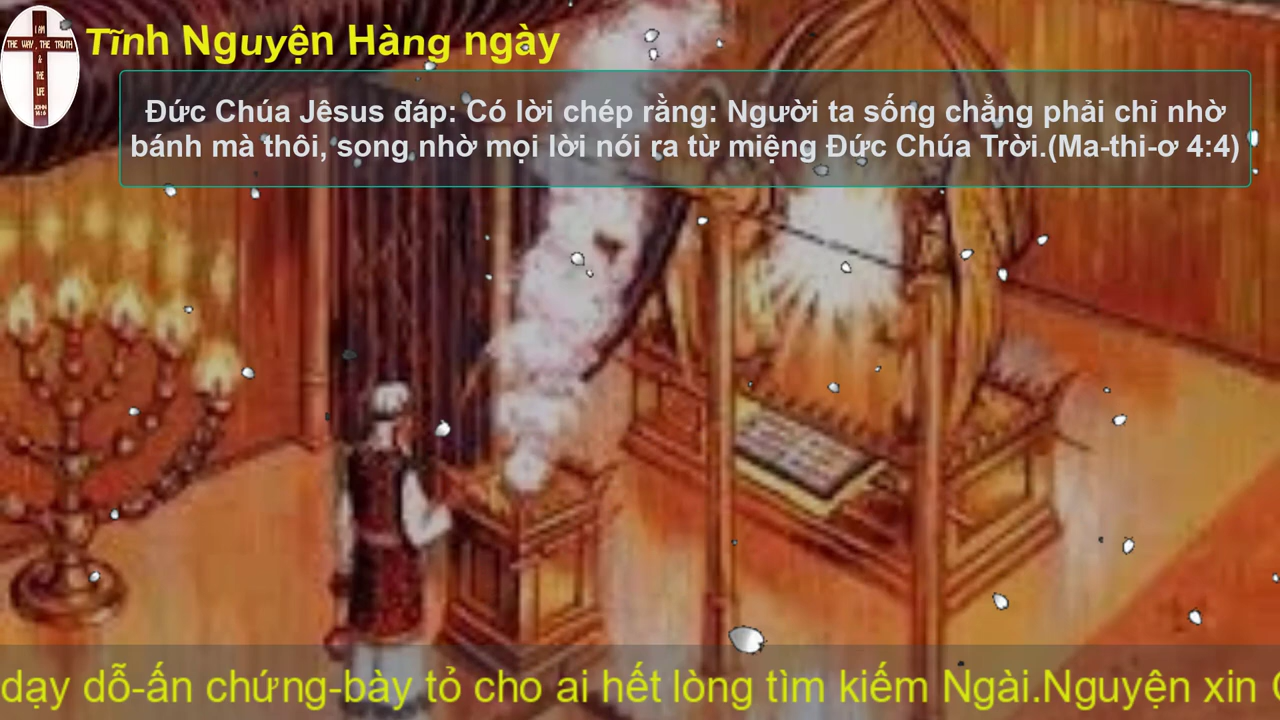 I AM
THE WAY, THE TRUTH
&
THE
LIFE
JOHN
14:6
Tĩnh Nguyện Hàng ngày
Đức Chúa Jêsus đáp: Có lời chép rằng: Người ta sống chẳng phải chỉ nhờ
bánh mà thôi, song nhờ mọi lời nói ra từ miệng Đức Chúa Trời.(Ma-thi-ơ 4:4)
dạy dỗ-ấn chứng-bày tỏ cho ai hết lòng tìm kiếm Ngài.Nguyện xin